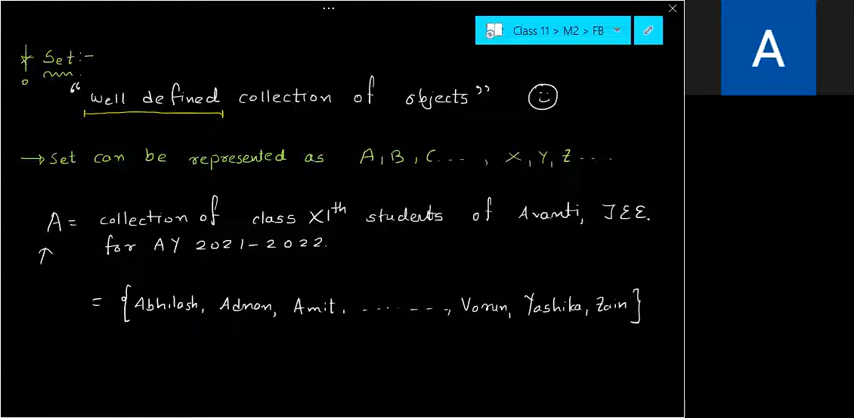 Class 11 > M2 > FB
A
* Set:-
"well defined collection of objects"
→ Set can be represented as A, B, C...., X, Y, Z....
A = collection of class XIth students of Avanti, JEE.
for AY 2021-2022.
= {Abhilash, Adnan, Amit, ........, Varun, Yashika, Zain}